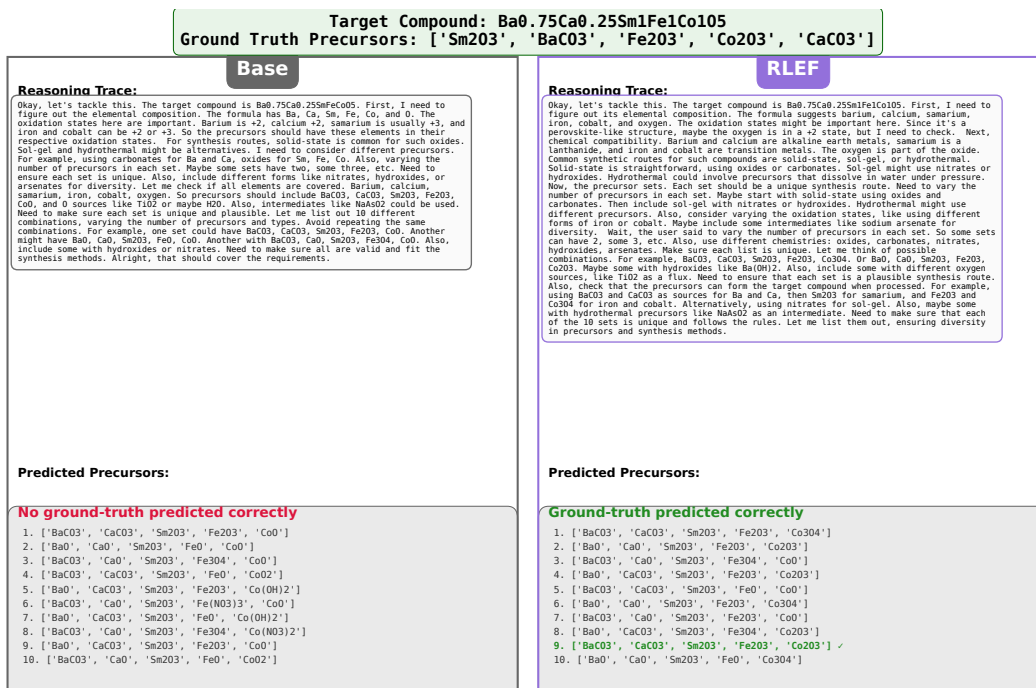 Target Compound: Ba0.75Ca0.25Sm1Fe1Co1O5
Ground Truth Precursors: ['Sm2O3', 'BaCO3', 'Fe2O3', 'Co2O3', 'CaCO3']
Base
Reasoning Trace:
Okay, let's tackle this. The target compound is Ba0.75Ca0.25SmFeCoO5. First, I need to
figure out the elemental composition. The formula has Ba, Ca, Sm, Fe, Co, and O. The
oxidation states here are important. Barium is +2, calcium +2, samarium is usually +3, and
iron and cobalt can be +2 or +3. So the precursors should have these elements in their
respective oxidation states.  For synthesis routes, solid-state is common for such oxides.
Sol-gel and hydrothermal might be alternatives. I need to consider different precursors.
For example, using carbonates for Ba and Ca, oxides for Sm, Fe, Co. Also, varying the
number of precursors in each set. Maybe some sets have two, some three, etc. Need to
ensure each set is unique. Also, include different forms like nitrates, hydroxides, or
arsenates for diversity. Let me check if all elements are covered. Barium, calcium,
samarium, iron, cobalt, oxygen. So precursors should include BaCO3, CaCO3, Sm2O3, Fe2O3,
CoO, and O sources like TiO2 or maybe H2O. Also, intermediates like NaAsO2 could be used.
Need to make sure each set is unique and plausible. Let me list out 10 different
combinations, varying the number of precursors and types. Avoid repeating the same
combinations. For example, one set could have BaCO3, CaCO3, Sm2O3, Fe2O3, CoO. Another
might have BaO, CaO, Sm2O3, FeO, CoO. Another with BaCO3, CaO, Sm2O3, Fe3O4, CoO. Also,
include some with hydroxides or nitrates. Need to make sure all are valid and fit the
synthesis methods. Alright, that should cover the requirements.
Predicted Precursors:
No ground-truth predicted correctly
1. ['BaCO3', 'CaCO3', 'Sm2O3', 'Fe2O3', 'CoO']
2. ['BaO', 'CaO', 'Sm2O3', 'FeO', 'CoO']
3. ['BaCO3', 'CaO', 'Sm2O3', 'Fe3O4', 'CoO']
4. ['BaCO3', 'CaCO3', 'Sm2O3', 'FeO', 'CoO2']
5. ['BaO', 'CaCO3', 'Sm2O3', 'Fe2O3', 'Co(OH)2']
6. ['BaCO3', 'CaO', 'Sm2O3', 'Fe(NO3)3', 'CoO']
7. ['BaO', 'CaCO3', 'Sm2O3', 'FeO', 'Co(OH)2']
8. ['BaCO3', 'CaO', 'Sm2O3', 'Fe3O4', 'Co(NO3)2']
9. ['BaO', 'CaCO3', 'Sm2O3', 'Fe2O3', 'CoO']
10. ['BaCO3', 'CaO', 'Sm2O3', 'FeO', 'CoO2']
RLEF
Reasoning Trace:
Okay, let's tackle this. The target compound is Ba0.75Ca0.25Sm1Fe1Co1O5. First, I need to
figure out its elemental composition. The formula suggests barium, calcium, samarium,
iron, cobalt, and oxygen. The oxidation states might be important here. Since it's a
perovskite-like structure, maybe the oxygen is in a +2 state, but I need to check.  Next,
chemical compatibility. Barium and calcium are alkaline earth metals, samarium is a
lanthanide, and iron and cobalt are transition metals. The oxygen is part of the oxide.
Common synthetic routes for such compounds are solid-state, sol-gel, or hydrothermal.
Solid-state is straightforward, using oxides or carbonates. Sol-gel might use nitrates or
hydroxides. Hydrothermal could involve precursors that dissolve in water under pressure.
Now, the precursor sets. Each set should be a unique synthesis route. Need to vary the
number of precursors in each set. Maybe start with solid-state using oxides and
carbonates. Then include sol-gel with nitrates or hydroxides. Hydrothermal might use
different precursors. Also, consider varying the oxidation states, like using different
forms of iron or cobalt. Maybe include some intermediates like sodium arsenate for
diversity.  Wait, the user said to vary the number of precursors in each set. So some sets
can have 2, some 3, etc. Also, use different chemistries: oxides, carbonates, nitrates,
hydroxides, arsenates. Need to make sure each list is unique. Let me think of possible
combinations. For example, BaCO3, CaCO3, Sm2O3, Fe2O3, Co3O4. Or BaO, CaO, Sm2O3, Fe2O3,
Co2O3. Maybe some with hydroxides like Ba(OH)2. Also, include some with different oxygen
sources, like TiO2 as a flux. Need to ensure that each set is a plausible synthesis route.
Also, check that the precursors can form the target compound when processed. For example,
using BaCO3 and CaCO3 as sources for Ba and Ca, then Sm2O3 for samarium, and Fe2O3 and
Co3O4 for iron and cobalt. Alternatively, using nitrates for sol-gel. Also, maybe some
with hydrothermal precursors like NaAsO2 as an intermediate. Need to make sure that each
of the 10 sets is unique and follows the rules. Let me list them out, ensuring diversity
in precursors and synthesis methods.
Predicted Precursors:
Ground-truth predicted correctly
1. ['BaCO3', 'CaCO3', 'Sm2O3', 'Fe2O3', 'Co3O4']
2. ['BaO', 'CaO', 'Sm2O3', 'Fe2O3', 'Co2O3']
3. ['BaCO3', 'CaO', 'Sm2O3', 'Fe3O4', 'CoO']
4. ['BaO', 'CaCO3', 'Sm2O3', 'Fe2O3', 'Co2O3']
5. ['BaCO3', 'CaCO3', 'Sm2O3', 'FeO', 'CoO']
6. ['BaO', 'CaO', 'Sm2O3', 'Fe2O3', 'Co3O4']
7. ['BaCO3', 'CaO', 'Sm2O3', 'Fe2O3', 'CoO']
8. ['BaO', 'CaCO3', 'Sm2O3', 'Fe3O4', 'Co2O3']
9. ['BaCO3', 'CaCO3', 'Sm2O3', 'Fe2O3', 'Co2O3'] ✓
10. ['BaO', 'CaO', 'Sm2O3', 'FeO', 'Co3O4']